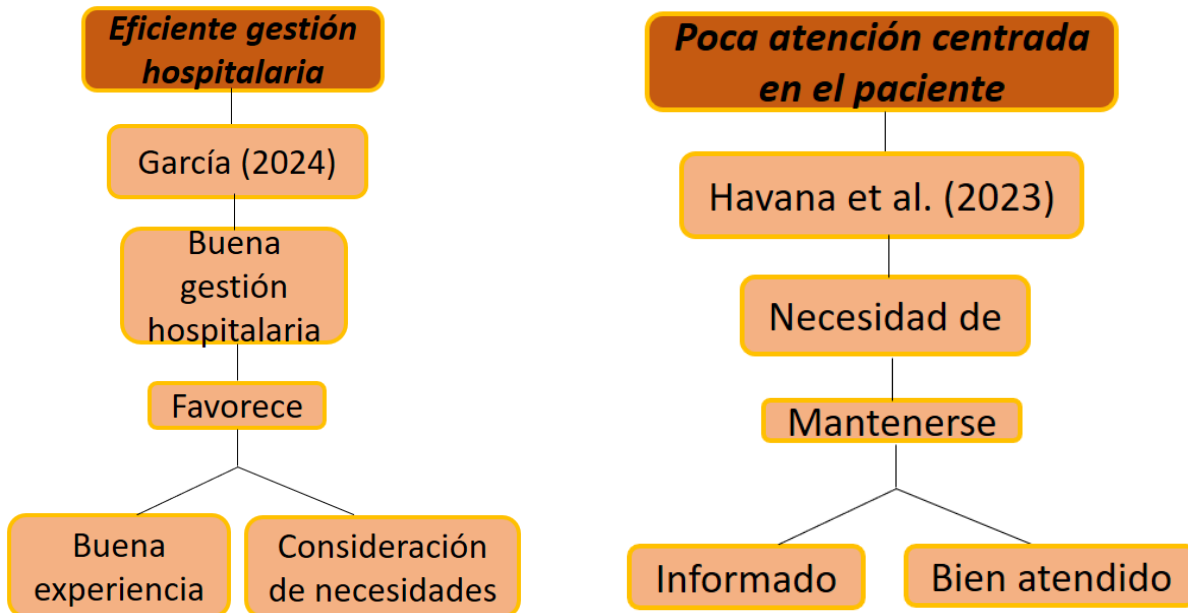 Eficiente gestión
hospitalaria
García (2024)
Buena
gestión
hospitalaria
Favorece
Buena
experiencia
Consideración
de necesidades
Poca atención centrada
en el paciente
Havana et al. (2023)
Necesidad de
Mantenerse
Informado
Bien atendido